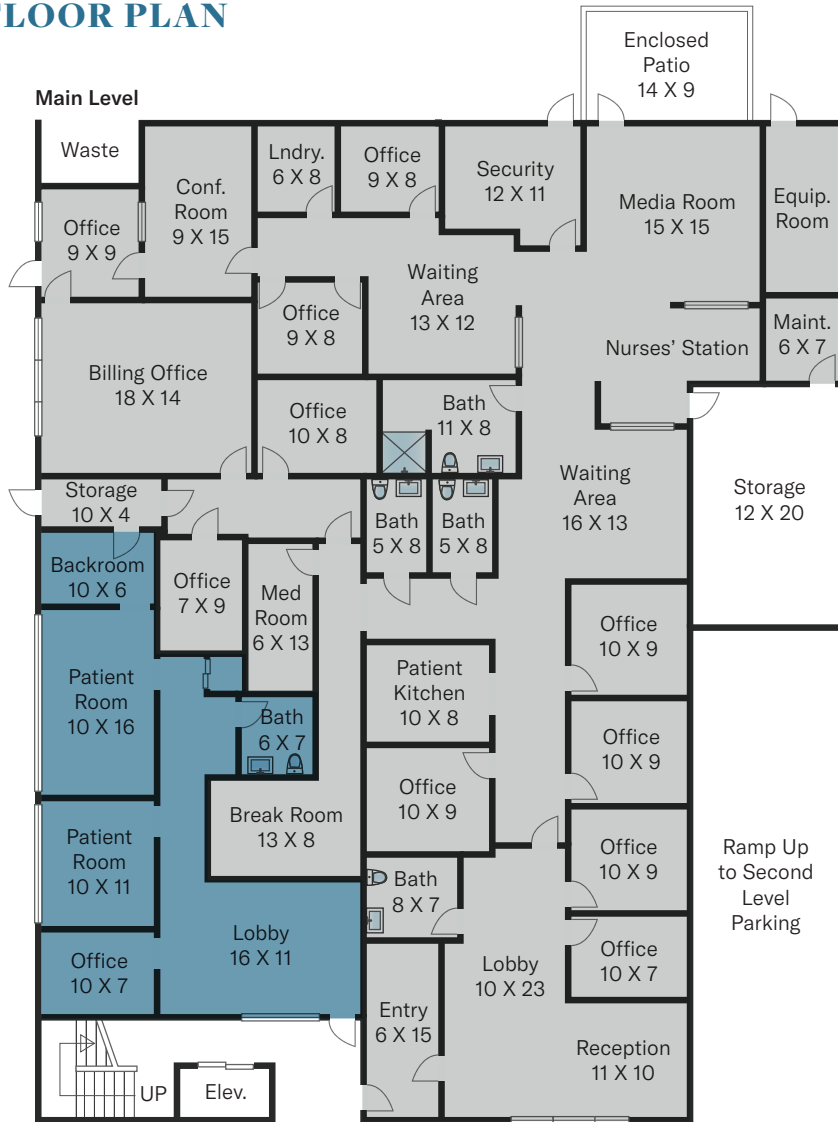 FLOOR PLAN
Enclosed
Patio
14 X 9
Main Level
Waste
Lndry.
6 X 8
Office
9 X 8
Security
12 X 11
Conf.
Room
9 X 15
Media Room
15 X 15
Equip.
Room
Office
9 X 9
Waiting
Area
13 X 12
Office
9 X 8
Maint.
6 X 7
Nurses’ Station
Billing Office
18 X 14
Office
10 X 8
Bath
11 X 8
Waiting
Area
16 X 13
Storage
12 X 20
Storage
10 X 4
Bath
5 X 8
Bath
5 X 8
Backroom
10 X 6
Office
7 X 9
Med
Room
6 X 13
Office
10 X 9
Patient
Room
10 X 16
Patient
Kitchen
10 X 8
Bath
6 X 7
Office
10 X 9
Office
10 X 9
Break Room
13 X 8
Patient
Room
10 X 11
Office
10 X 9
Ramp Up
to Second
Level
Parking
Bath
8 X 7
Lobby
16 X 11
Office
10 X 7
Lobby
10 X 23
Office
10 X 7
Entry
6 X 15
Reception
11 X 10
UP
Elev.